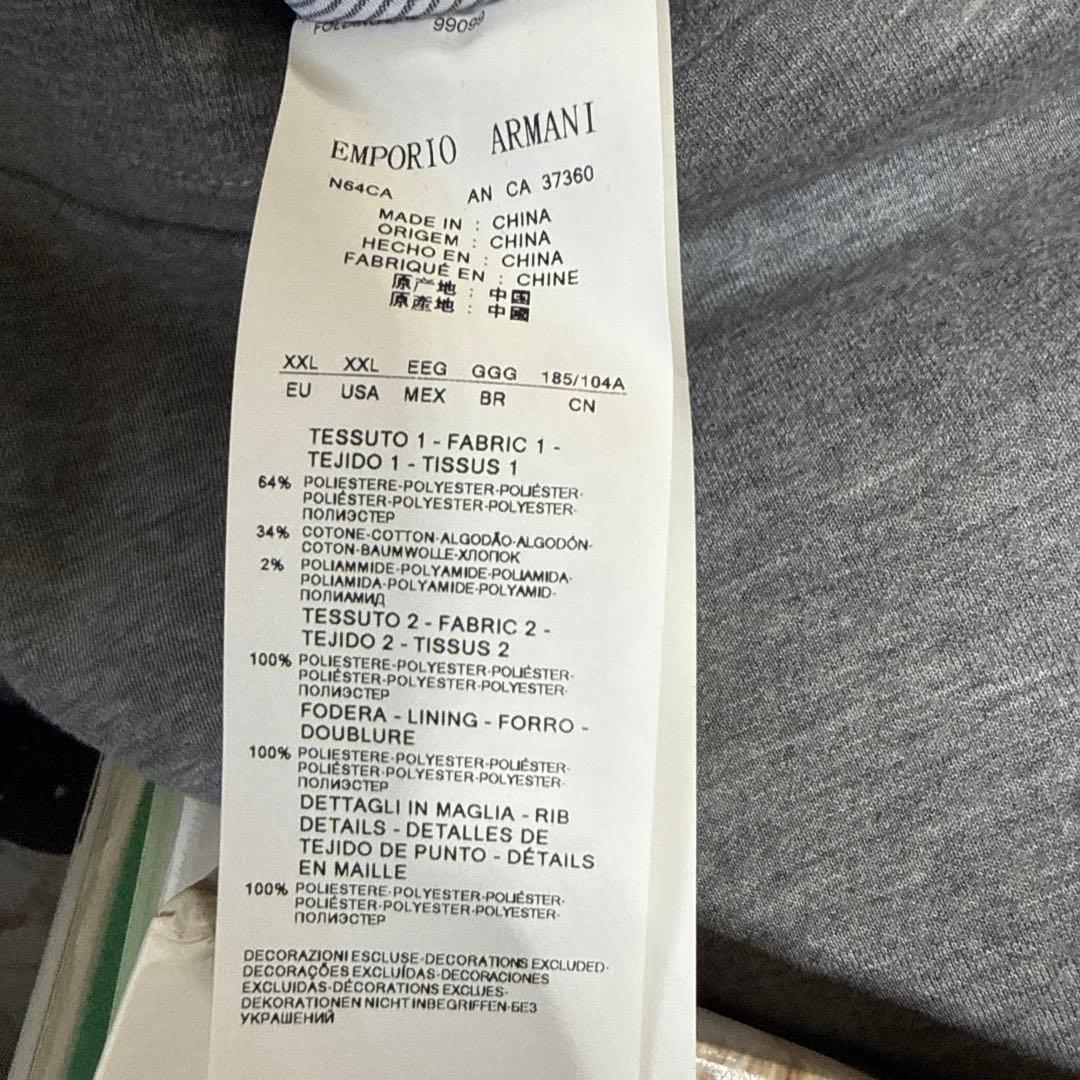 99099
EMPORIO ARMANI
N64CA AN CA 37360
MADE IN : CHINA
ORIGEM : CHINA
HECHO EN : CHINA
FABRIQUÉ EN : CHINE
原产地 : 中国
原產地 : 中國
XXL XXL EEG GGG 185/104A
EU USA MEX BR CN
TESSUTO 1 - FABRIC 1 -
TEJIDO 1 - TISSUS 1
64% POLIESTERE-POLYESTER-POLIÉSTER-
POLIÉSTER-POLYESTER-POLYESTER-
ПОЛИЭСТЕР
34% COTONE-COTTON-ALGODÃO-ALGODÓN-
COTON-BAUMWOLLE-ХЛОПОК
2% POLIAMMIDE-POLYAMIDE-POLIAMIDA-
POLIAMIDA-POLYAMIDE-POLYAMID-
ПОЛИАМИД
TESSUTO 2 - FABRIC 2 -
TEJIDO 2 - TISSUS 2
100% POLIESTERE-POLYESTER-POLIÉSTER-
POLIÉSTER-POLYESTER-POLYESTER-
ПОЛИЭСТЕР
FODERA - LINING - FORRO -
DOUBLURE
100% POLIESTERE-POLYESTER-POLIÉSTER-
POLIÉSTER-POLYESTER-POLYESTER-
ПОЛИЭСТЕР
DETTAGLI IN MAGLIA - RIB
DETAILS - DETALLES DE
TEJIDO DE PUNTO - DÉTAILS
EN MAILLE
100% POLIESTERE-POLYESTER-POLIÉSTER-
POLIÉSTER-POLYESTER-POLYESTER-
ПОЛИЭСТЕР
DECORAZIONI ESCLUSE-DECORATIONS EXCLUDED-
DECORAÇÕES EXCLUÍDAS-DECORACIONES
EXCLUIDAS-DÉCORATIONS EXCLUES-
DEKORATIONEN NICHT INBEGRIFFEN-БЕЗ
УКРАШЕНИЙ